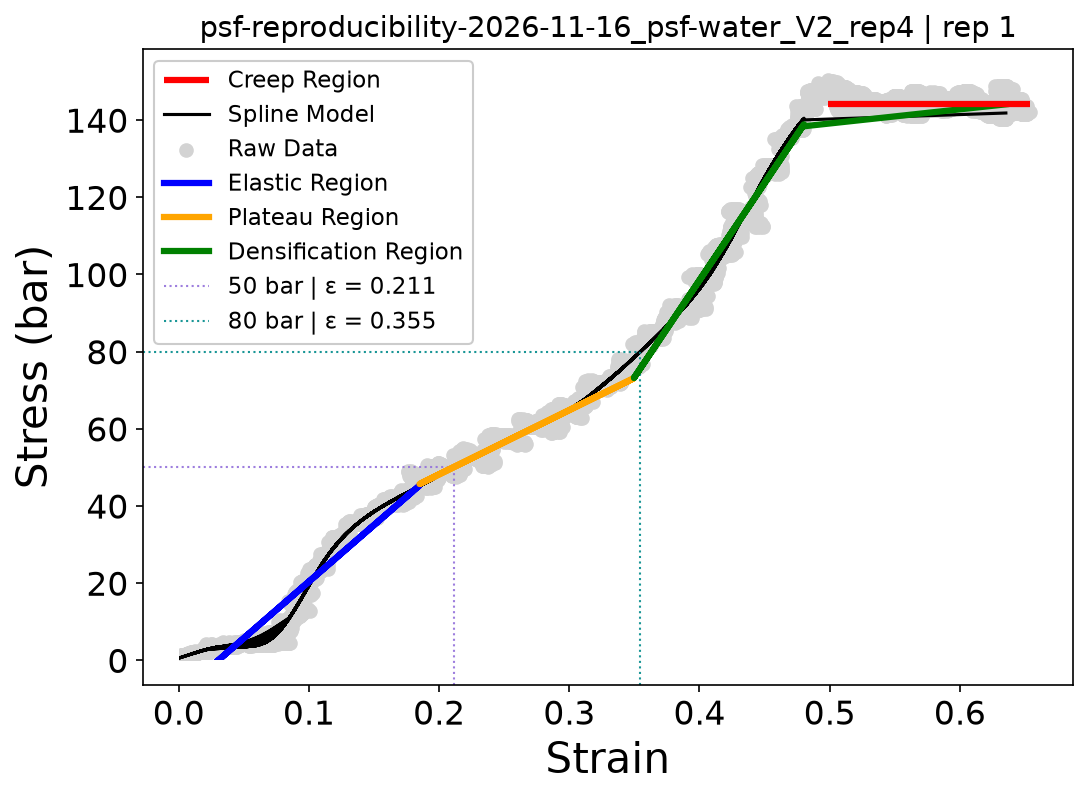 psf-reproducibility-2026-11-16_psf-water_V2_rep4 | rep 1
Creep Region
Spline Model
Raw Data
Elastic Region
Plateau Region
Densification Region
50 bar | ε = 0.211
80 bar | ε = 0.355
Stress (bar)
140
120
100
80
60
40
20
0
0.0 0.1 0.2 0.3 0.4 0.5 0.6
Strain